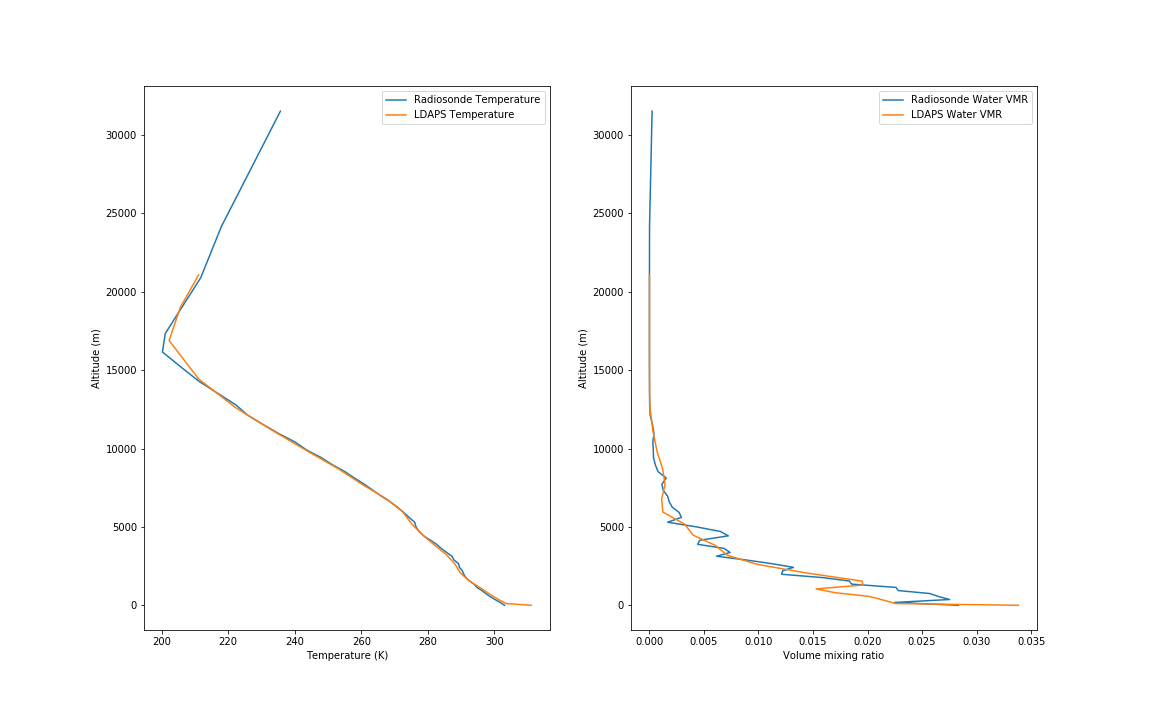 Radiosonde Temperature
LDAPS Temperature
30000
25000
20000
15000
10000
5000
0
Altitude (m)
200 220 240 260 280 300
Temperature (K)
Radiosonde Water VMR
LDAPS Water VMR
30000
25000
20000
15000
10000
5000
0
Altitude (m)
0.000 0.005 0.010 0.015 0.020 0.025 0.030 0.035
Volume mixing ratio